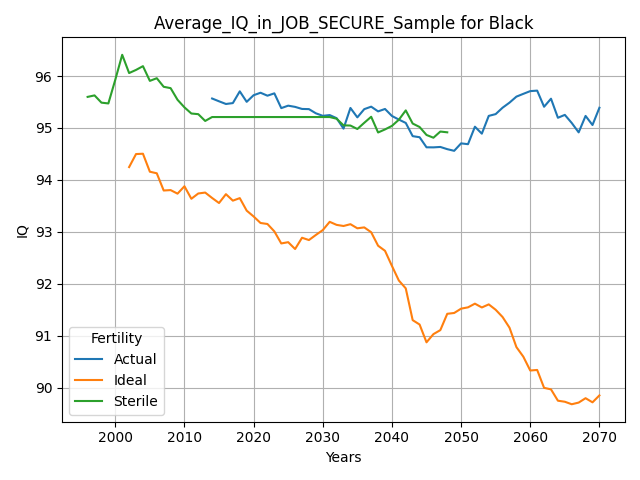 Average_IQ_in_JOB_SECURE_Sample for Black
96
95
94
93
92
91
90
IQ
Fertility
Actual
Ideal
Sterile
2000 2010 2020 2030 2040 2050 2060 2070
Years